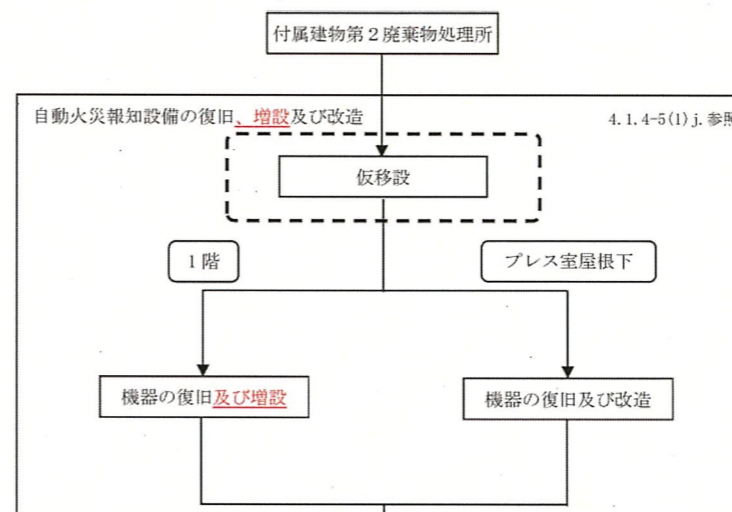 付属建物第２廃棄物処理所
自動火災報知設備の復旧、増設及び改造
4.1.4-5(1) j. 参照
仮移設
1階
プレス室屋根下
機器の復旧及び増設
機器の復旧及び改造